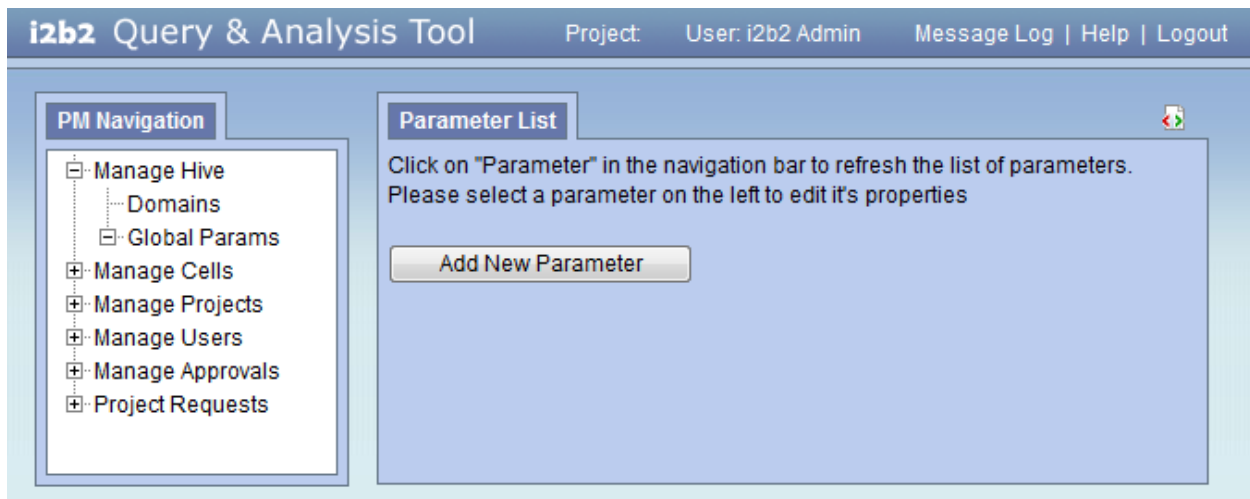 i2b2 Query & Analysis Tool Project: User: i2b2 Admin Message Log | Help | Logout
PM Navigation
Manage Hive
Domains
Global Params
Manage Cells
Manage Projects
Manage Users
Manage Approvals
Project Requests
Parameter List
Click on "Parameter" in the navigation bar to refresh the list of parameters.
Please select a parameter on the left to edit it's properties
Add New Parameter